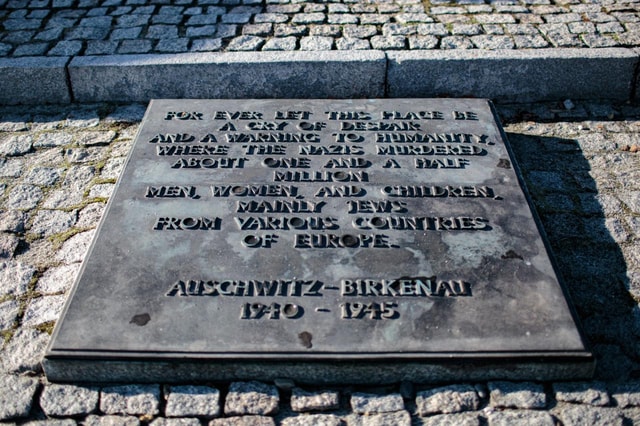 FOR EVER LET THIS PLACE BE
A CRY OF DESPAIR
AND A WARNING TO HUMANITY,
WHERE THE NAZIS MURDERED
ABOUT ONE AND A HALF
MILLION
MEN, WOMEN, AND CHILDREN,
MAINLY JEWS
FROM VARIOUS COUNTRIES
OF EUROPE.
AUSCHWITZ-BIRKENAU
1940 - 1945